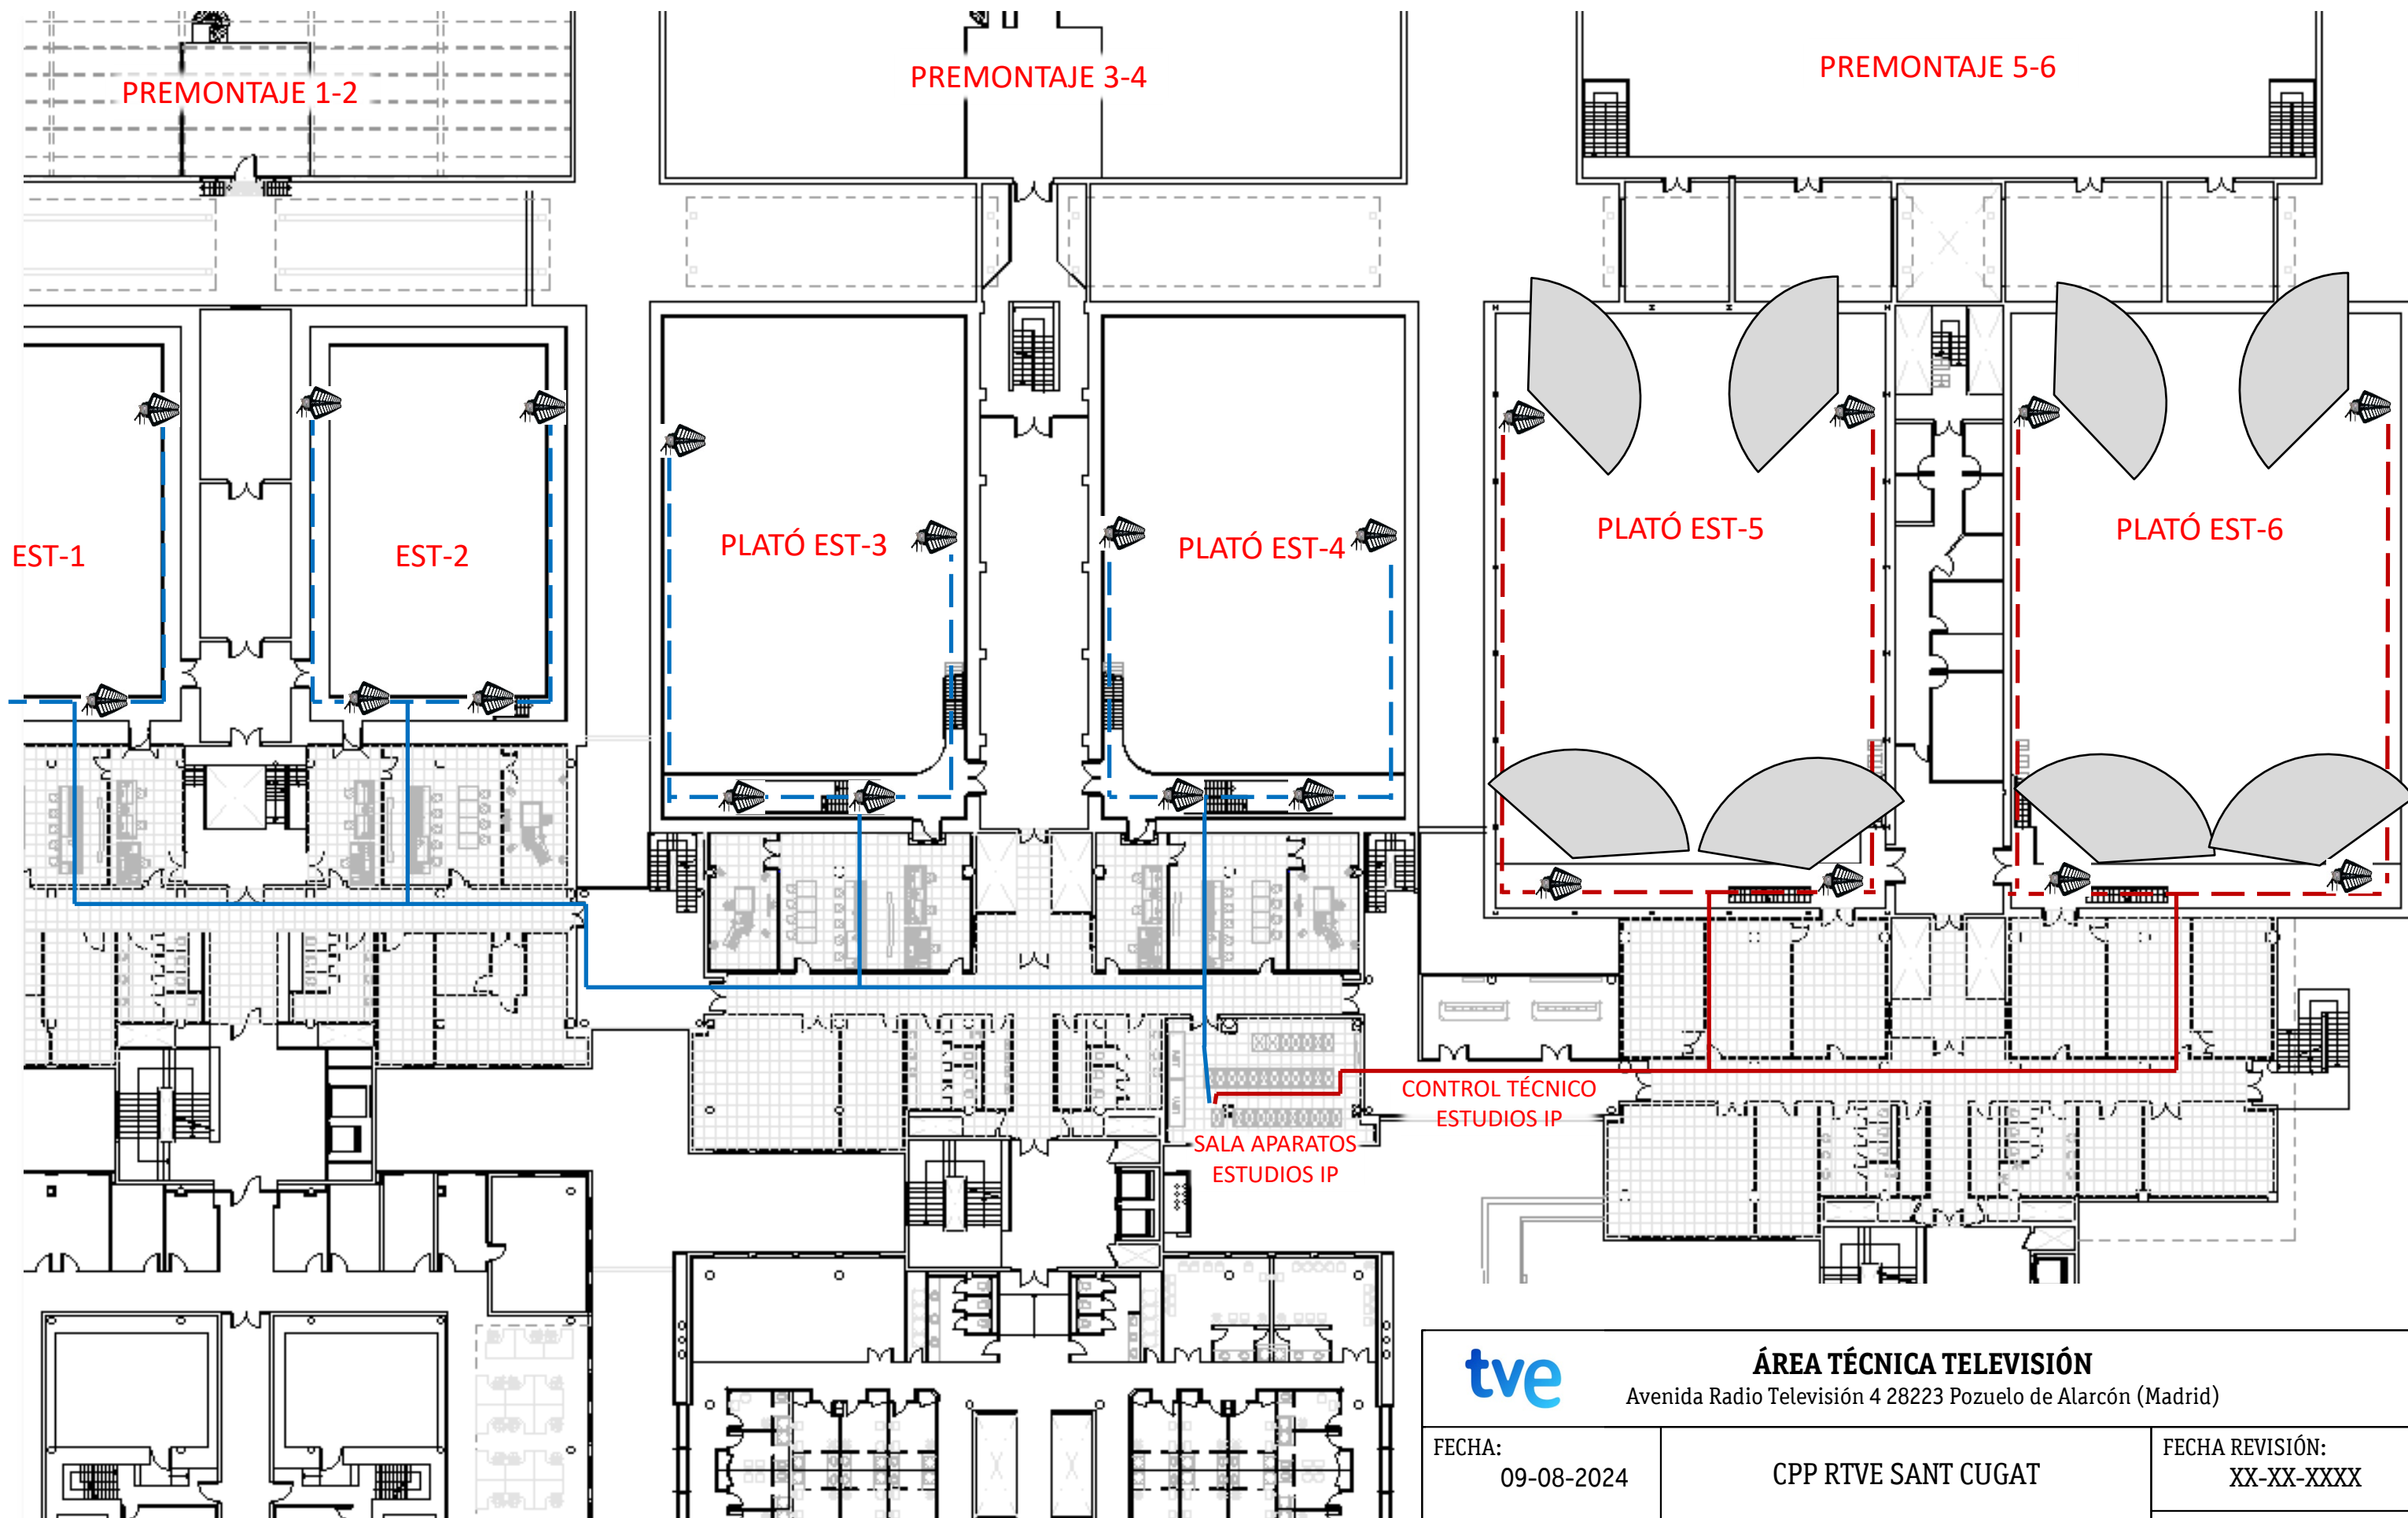 PREMONTAJE 1-2
PREMONTAJE 3-4
PREMONTAJE 5-6
EST-1
EST-2
PLATÓ EST-3
PLATÓ EST-4
PLATÓ EST-5
PLATÓ EST-6
CONTROL TÉCNICO
ESTUDIOS IP
SALA APARATOS
ESTUDIOS IP
tve
ÁREA TÉCNICA TELEVISIÓN
Avenida Radio Televisión 4 28223 Pozuelo de Alarcón (Madrid)
FECHA:
09-08-2024
CPP RTVE SANT CUGAT
FECHA REVISIÓN:
XX-XX-XXXX